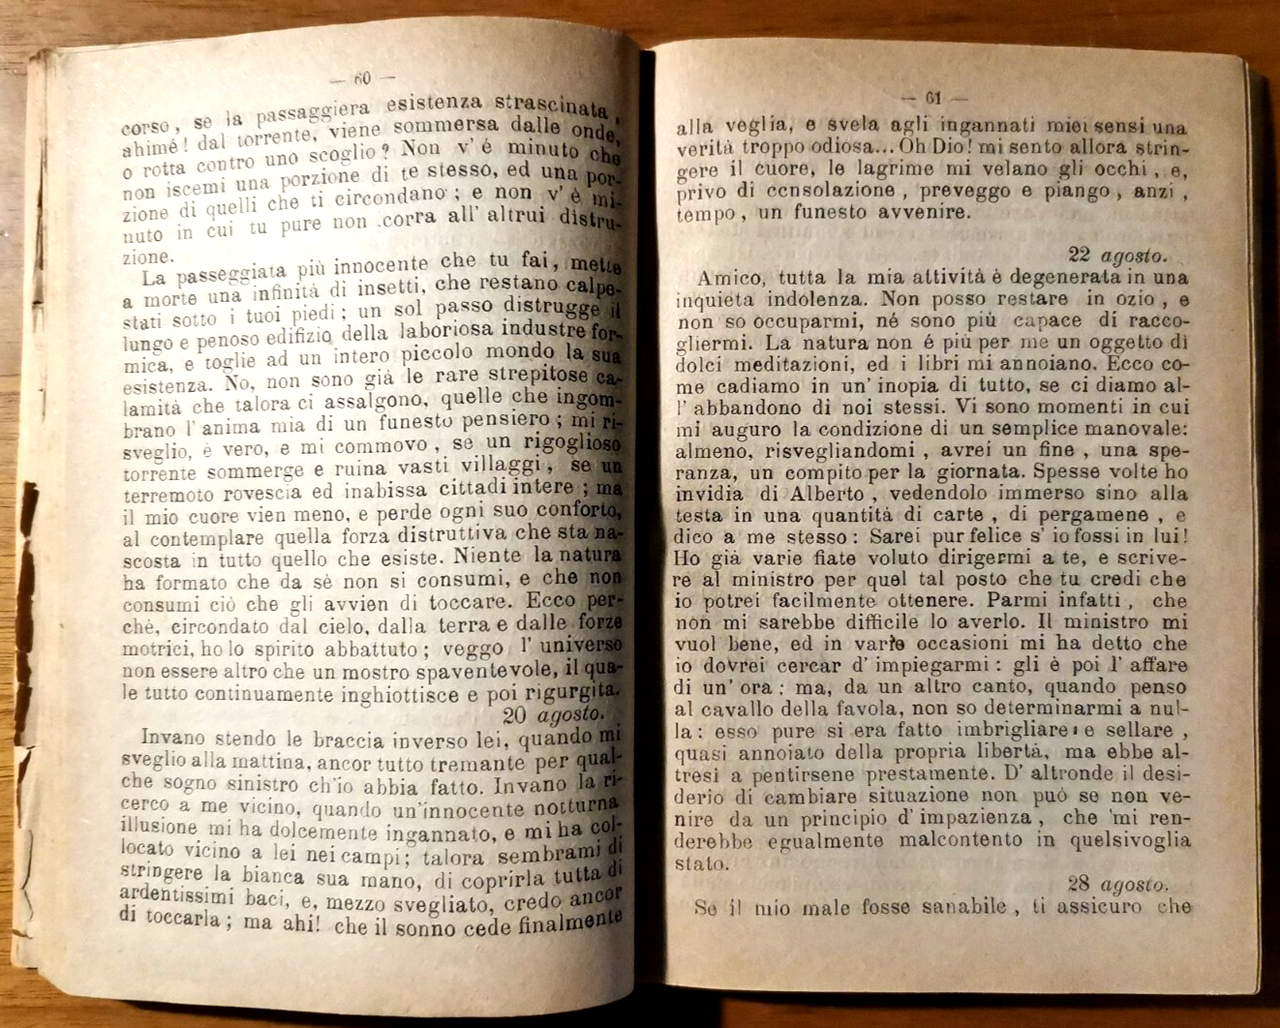 — 60 —
corso, se la passaggiera esistenza strascinata,
ahimè! dal torrente, viene sommersa dalle onde,
o rotta contro uno scoglio? Non v' è minuto che
non iscemi una porzione di te stesso, ed una por-
zione di quelli che ti circondano; e non v' è mi-
nuto in cui tu pure non corra all' altrui distru-
zione.
La passeggiata più innocente che tu fai, mette
a morte una infinità di insetti, che restano calpe-
stati sotto i tuoi piedi; un sol passo distrugge il
lungo e penoso edifizio della laboriosa industre for-
mica, e toglie ad un intero piccolo mondo la sua
esistenza. No, non sono già le rare strepitose ca-
lamità che talora ci assalgono, quelle che ingom-
brano l' anima mia di un funesto pensiero; mi ri-
sveglio, è vero, e mi commovo, se un rigoglioso
torrente sommerge e ruina vasti villaggi, se un
terremoto rovescia ed inabissa cittadi intere; ma
il mio cuore vien meno, e perde ogni suo conforto,
al contemplare quella forza distruttiva che sta na-
scosta in tutto quello che esiste. Niente la natura
ha formato che da sè non si consumi, e che non
consumi ciò che gli avvien di toccare. Ecco per-
chè, circondato dal cielo, dalla terra e dalle forze
motrici, ho lo spirito abbattuto; veggo l' universo
non essere altro che un mostro spaventevole, il qua-
le tutto continuamente inghiottisce e poi rigurgita.
20 agosto.
Invano stendo le braccia inverso lei, quando mi
sveglio alla mattina, ancor tutto tremante per qual-
che sogno sinistro ch'io abbia fatto. Invano la ri-
cerco a me vicino, quando un'innocente notturna
illusione mi ha dolcemente ingannato, e mi ha col-
locato vicino a lei nei campi; talora sembrami di
stringere la bianca sua mano, di coprirla tutta di
ardentissimi baci, e, mezzo svegliato, credo ancor
di toccarla; ma ahi! che il sonno cede finalmente
— 61 —
alla veglia, e svela agli ingannati miei sensi una
verità troppo odiosa... Oh Dio! mi sento allora strin-
gere il cuore, le lagrime mi velano gli occhi, e,
privo di consolazione, preveggo e piango, anzi,
tempo, un funesto avvenire.
22 agosto.
Amico, tutta la mia attività è degenerata in una
inquieta indolenza. Non posso restare in ozio, e
non so occuparmi, né sono più capace di racco-
gliermi. La natura non é più per me un oggetto di
dolci meditazioni, ed i libri mi annoiano. Ecco co-
me cadiamo in un' inopia di tutto, se ci diamo al-
l' abbandono di noi stessi. Vi sono momenti in cui
mi auguro la condizione di un semplice manovale:
almeno, risvegliandomi, avrei un fine, una spe-
ranza, un compito per la giornata. Spesse volte ho
invidia di Alberto, vedendolo immerso sino alla
testa in una quantità di carte, di pergamene, e
dico a me stesso: Sarei pur felice s' io fossi in lui!
Ho già varie fiate voluto dirigermi a te, e scrive-
re al ministro per quel tal posto che tu credi che
io potrei facilmente ottenere. Parmi infatti, che
non mi sarebbe difficile lo averlo. Il ministro mi
vuol bene, ed in varie occasioni mi ha detto che
io dovrei cercar d' impiegarmi: gli è poi l' affare
di un' ora: ma, da un altro canto, quando penso
al cavallo della favola, non so determinarmi a nul-
la: esso pure si era fatto imbrigliare e sellare,
quasi annoiato della propria libertà, ma ebbe al-
tresi a pentirsene prestamente. D' altronde il desi-
derio di cambiare situazione non può se non ve-
nire da un principio d' impazienza, che mi ren-
derebbe egualmente malcontento in quelsivoglia
stato.
28 agosto.
Se il mio male fosse sanabile, ti assicuro che